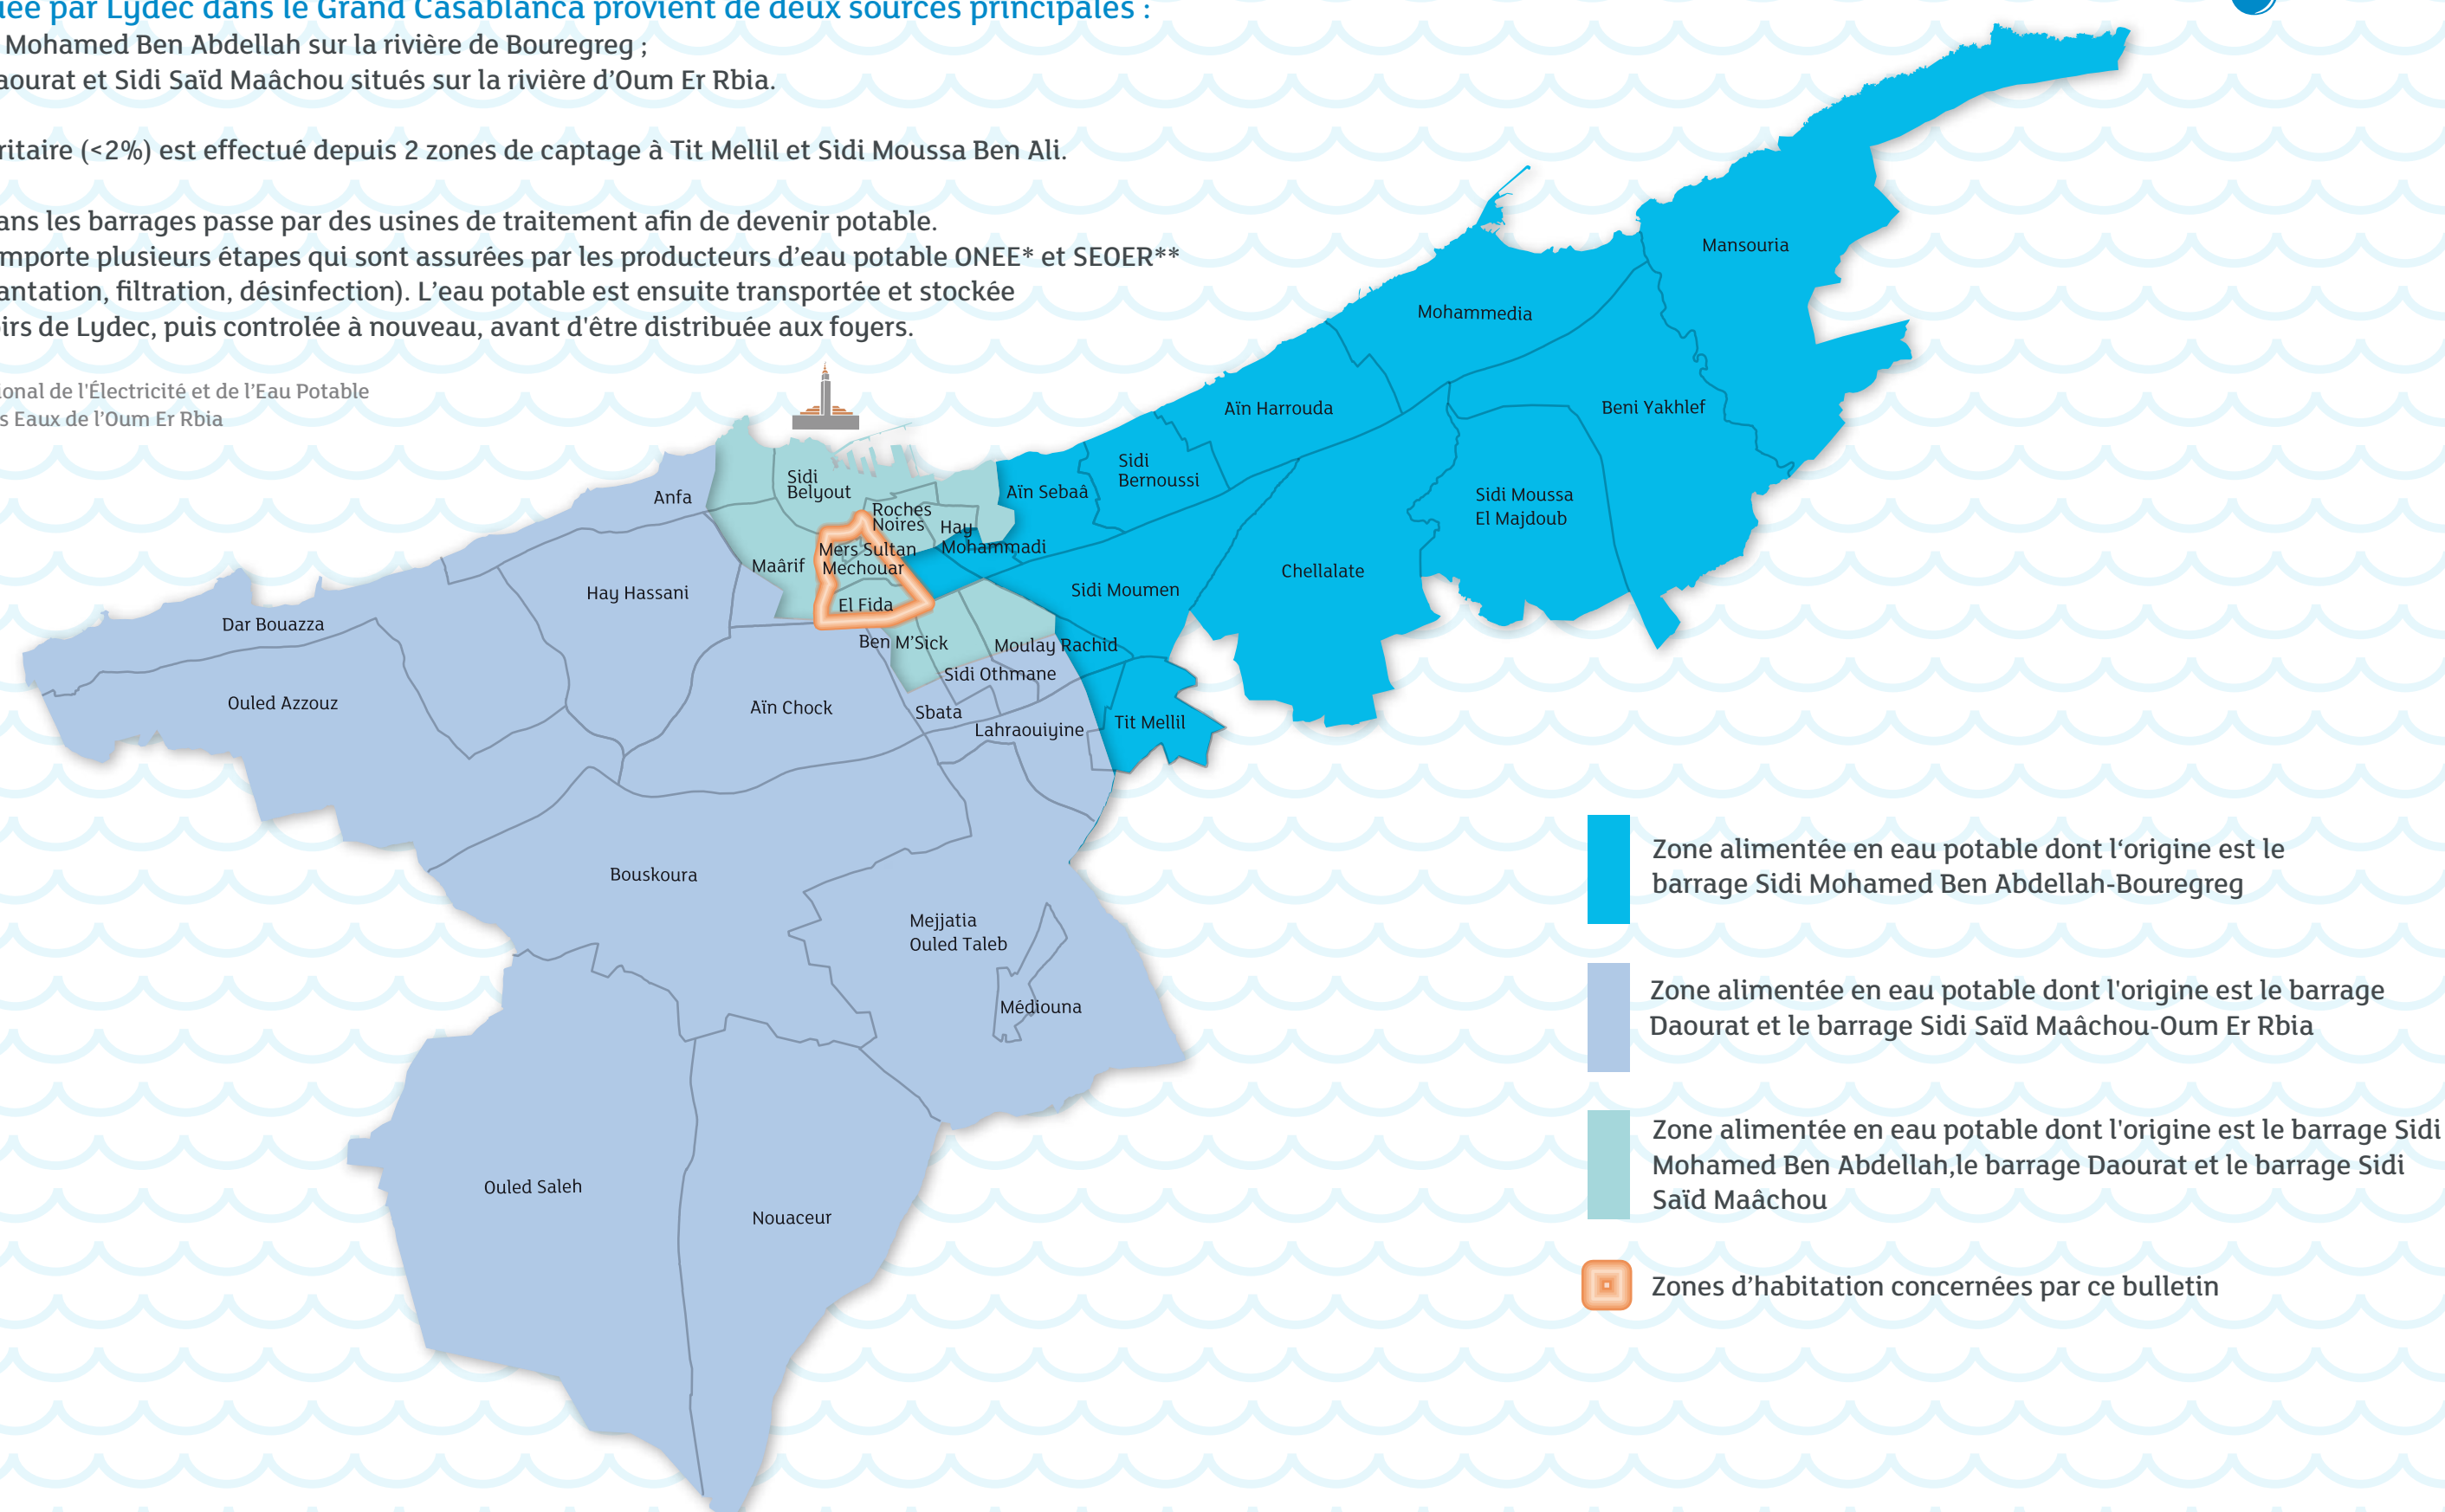 par Lydec dans le Grand Casablanca provient de deux sources principales :
Mohamed Ben Abdellah sur la rivière de Bouregreg ;
aourat et Sidi Saïd Maâchou situés sur la rivière d’Oum Er Rbia.
ritaire (<2%) est effectué depuis 2 zones de captage à Tit Mellil et Sidi Moussa Ben Ali.
ans les barrages passe par des usines de traitement afin de devenir potable.
mporte plusieurs étapes qui sont assurées par les producteurs d’eau potable ONEE* et SEOER**
antation, filtration, désinfection). L’eau potable est ensuite transportée et stockée
irs de Lydec, puis controlée à nouveau, avant d'être distribuée aux foyers.
ional de l'Électricité et de l’Eau Potable
s Eaux de l’Oum Er Rbia
Mansouria
Mohammedia
Aïn Harrouda
Beni Yakhlef
Sidi
Bernoussi
Sidi
Belyout
Anfa
Aïn Sebaâ
Sidi Moussa
El Majdoub
Roches
Noires
Hay
Mohammadi
Mers Sultan
Mechouar
Maârif
Chellalate
Hay Hassani
Sidi Moumen
El Fida
Dar Bouazza
Ben M’Sick
Moulay Rachid
Sidi Othmane
Ouled Azzouz
Aïn Chock
Sbata
Tit Mellil
Lahraouiyine
Bouskoura
Mejjatia
Ouled Taleb
Médiouna
Ouled Saleh
Nouaceur
Zone alimentée en eau potable dont l‘origine est le
barrage Sidi Mohamed Ben Abdellah-Bouregreg
Zone alimentée en eau potable dont l'origine est le barrage
Daourat et le barrage Sidi Saïd Maâchou-Oum Er Rbia
Zone alimentée en eau potable dont l'origine est le barrage Sidi
Mohamed Ben Abdellah,le barrage Daourat et le barrage Sidi
Saïd Maâchou
Zones d’habitation concernées par ce bulletin